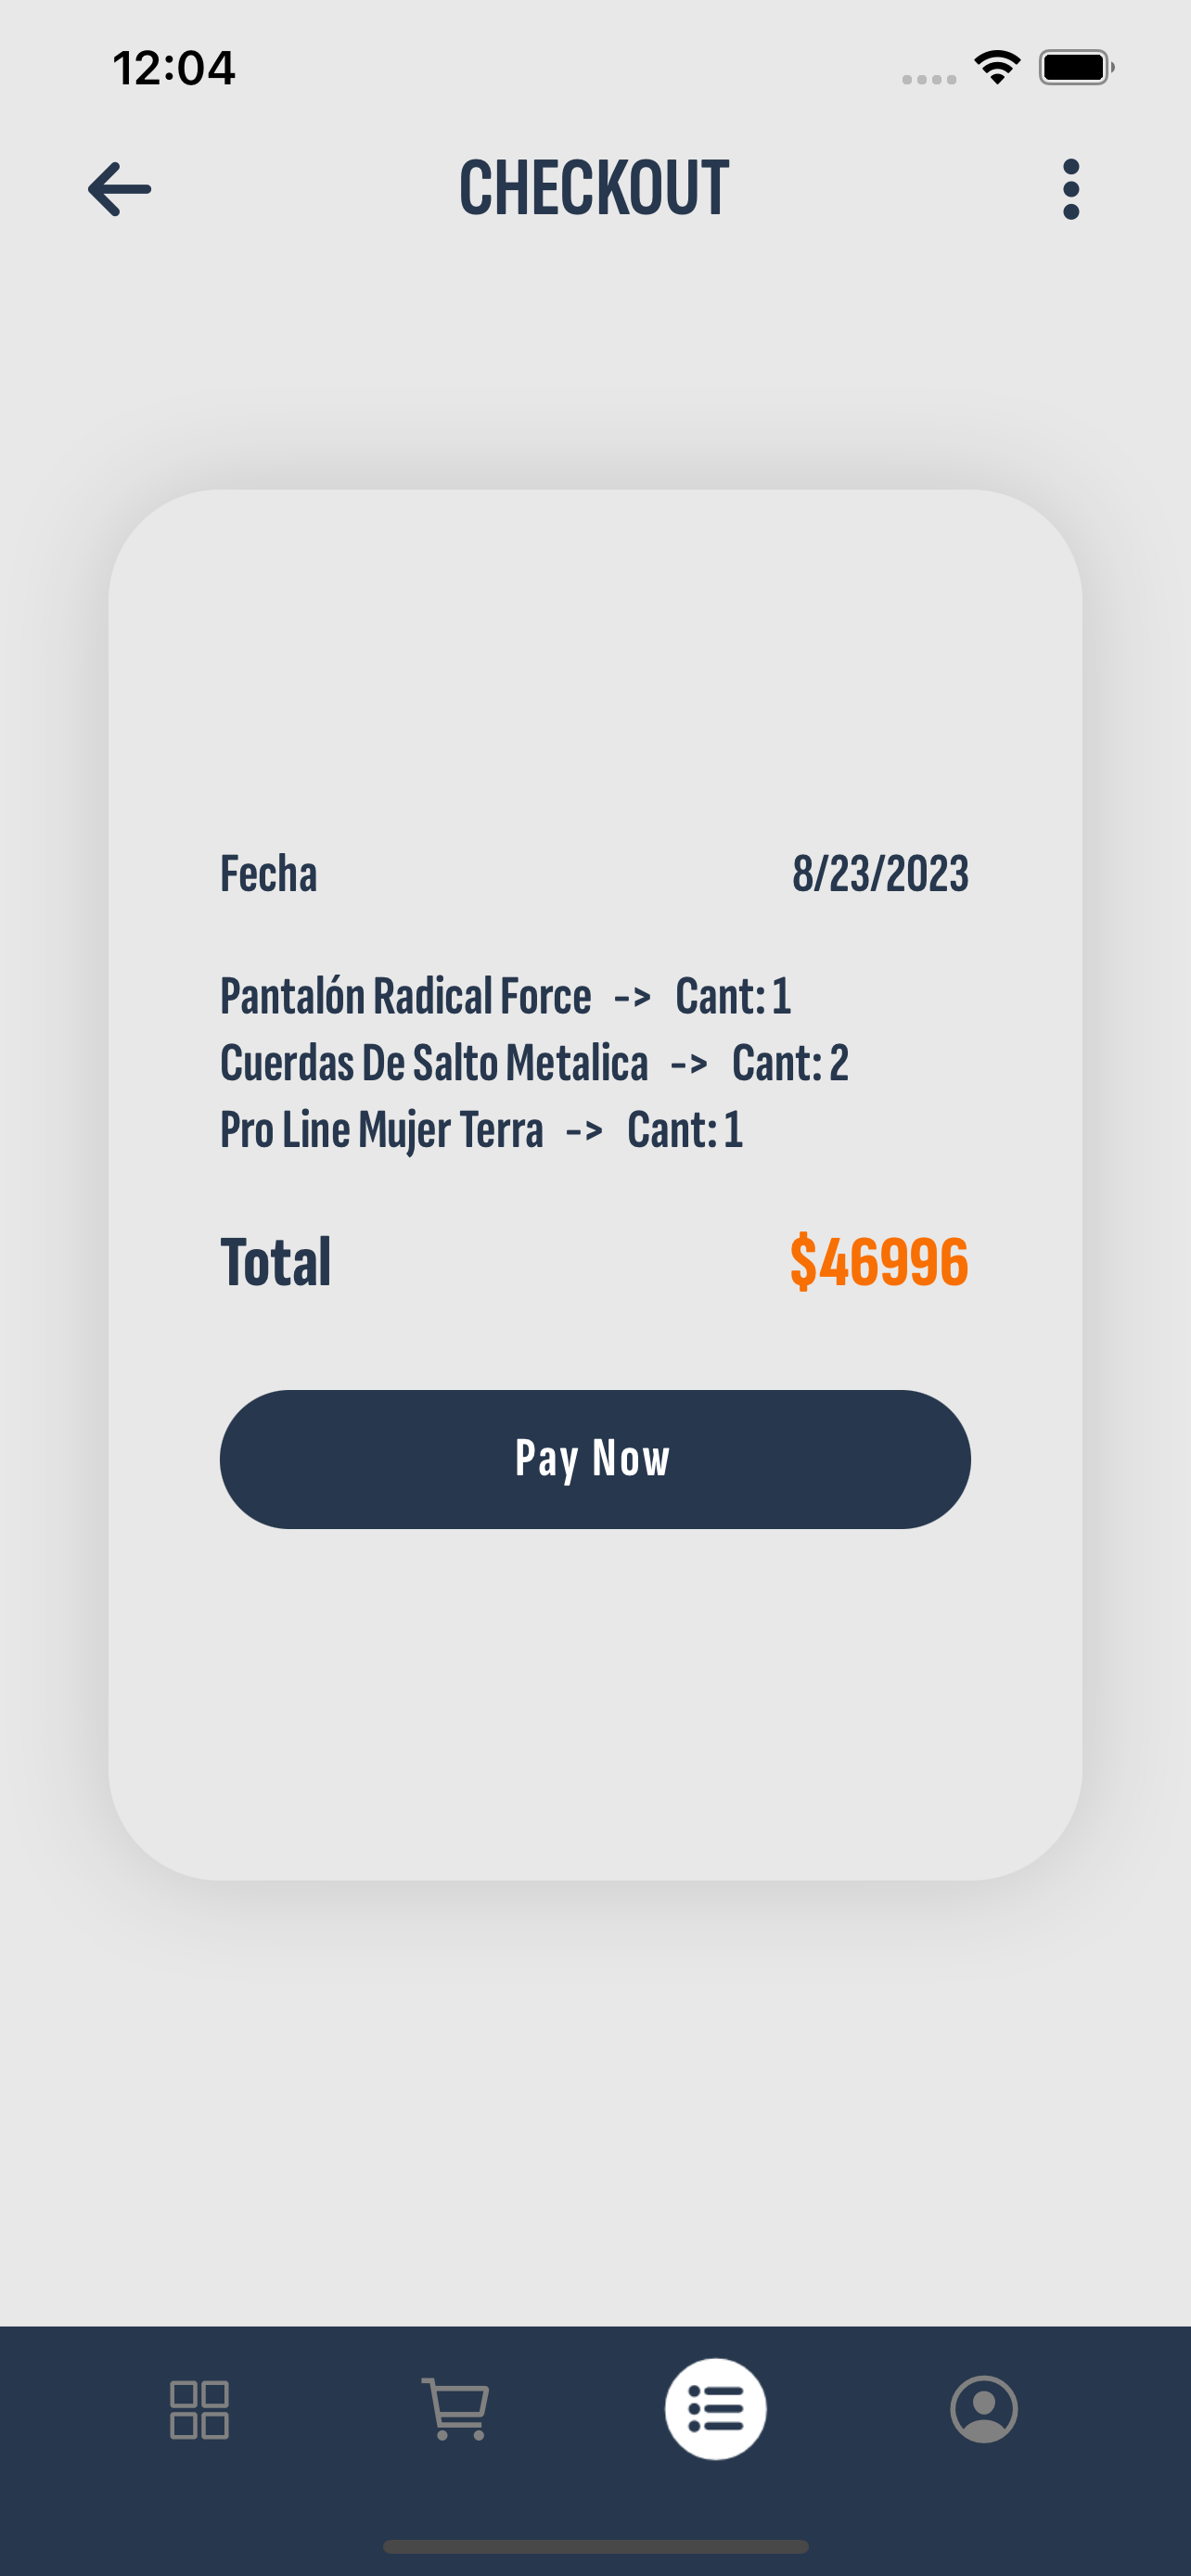 12:04
CHECKOUT
Fecha 8/23/2023
Pantalón Radical Force -> Cant: 1
Cuerdas De Salto Metalica -> Cant: 2
Pro Line Mujer Terra -> Cant: 1
Total $46996
Pay Now